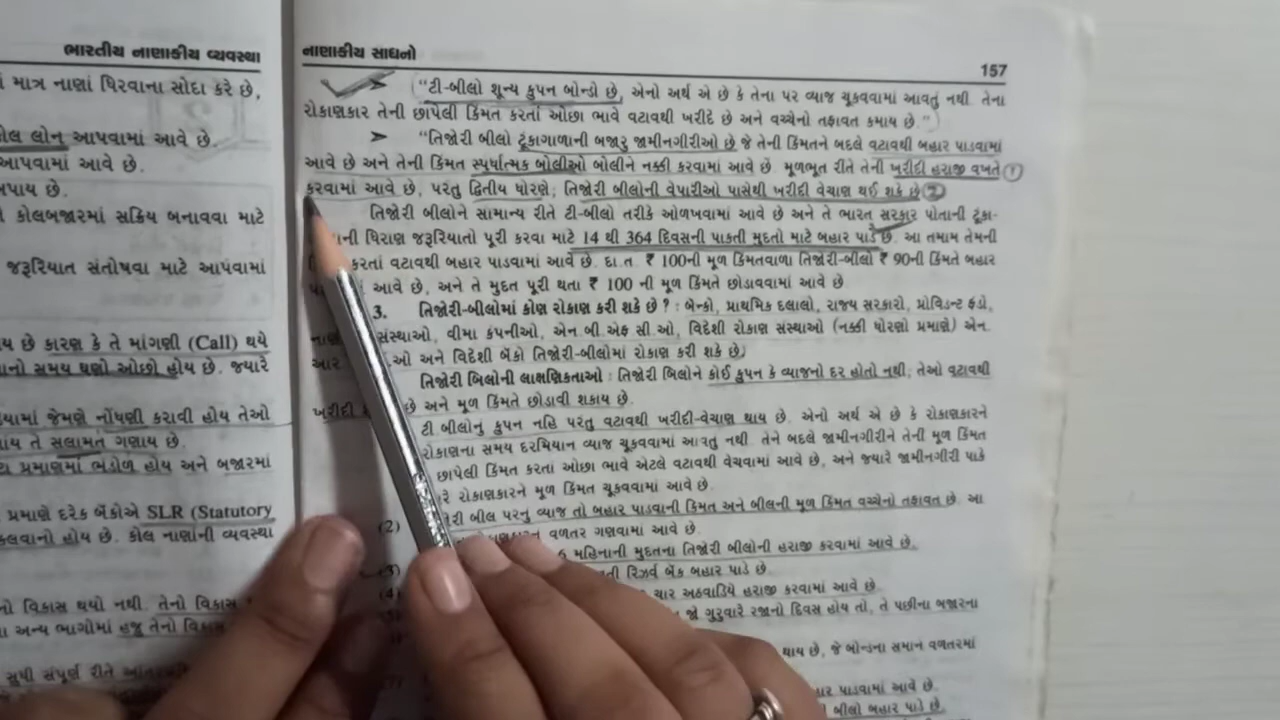 ભારતીય નાણાકીય વ્યવસ્થા
માત્ર નાણાં ધિરવાના સોદા કરે છે,
લોન આપવામાં આવે છે.
આપવામાં આવે છે.
કોલબજારમાં સક્રિય બનાવવા માટે
જરૂરિયાત સંતોષવા માટે આપવામાં
છે કારણ કે તે માંગણી (Call) થયે
સમય ઘણો ઓછો હોય છે. જ્યારે
જેમણે નોંધણી કરાવી હોય તેઓ
તે સલામત ગણાય છે.
પ્રમાણમાં ભંડોળ હોય અને બજારમાં
પ્રમાણે દરેક બેંકોએ SLR (Statutory
હોય છે. કોલ નાણાંની વ્યવસ્થા
વિકાસ થયો નથી. તેનો વિકાસ
અન્ય ભાગોમાં હજુ તેનો
સુધી સંપૂર્ણ રીતે
નાણાકીય સાધનો
157
➤ "ટી-બીલો શૂન્ય કુપન બોન્ડો છે, એનો અર્થ એ છે કે તેના પર વ્યાજ ચૂકવવામાં આવતું નથી. તેના
રોકાણકાર તેની છાપેલી કિંમત કરતાં ઓછા ભાવે વટાવથી ખરીદે છે અને વચ્ચેનો તફાવત કમાય છે."
➤ "તિજોરી બીલો ટૂંકાગાળાની બજારુ જામીનગીરીઓ છે જે તેની કિંમતને બદલે વટાવથી બહાર પાડવામાં
આવે છે અને તેની કિંમત સ્પર્ધાત્મક બોલીઓ બોલીને નક્કી કરવામાં આવે છે. મૂળભૂત રીતે તેની ખરીદી હરાજી વખતે ①
કરવામાં આવે છે, પરંતુ દ્વિતીય ધોરણે, તિજોરી બીલોની વેપારીઓ પાસેથી ખરીદી વેચાણ થઈ શકે છે. ②
તિજોરી બીલોને સામાન્ય રીતે ટી-બીલો તરીકે ઓળખવામાં આવે છે અને તે ભારત સરકાર પોતાની ટૂંકા-
ધિરાણ જરૂરિયાતો પૂરી કરવા માટે 14 થી 364 દિવસની પાકતી મુદતો માટે બહાર પાડે છે. આ તમામ તેમની
કરતાં વટાવથી બહાર પાડવામાં આવે છે. દા.ત. ₹ 100ની મૂળ કિંમતવાળા તિજોરી-બીલો ₹ 90ની કિંમતે બહાર
આવે છે, અને તે મુદત પૂરી થતા ₹ 100 ની મૂળ કિંમતે છોડાવવામાં આવે છે
3. તિજોરી-બીલોમાં કોણ રોકાણ કરી શકે છે ? : બેન્કો, પ્રાથમિક દલાલો, રાજ્ય સરકારો, પ્રોવિડન્ટ ફંડો,
સંસ્થાઓ, વીમા કંપનીઓ, એન.બી.એફ.સી.ઓ, વિદેશી રોકાણ સંસ્થાઓ (નક્કી ધોરણો પ્રમાણે) એન.
આર અને વિદેશી બેંકો તિજોરી-બીલોમાં રોકાણ કરી શકે છે.
તિજોરી બિલોની લાક્ષણિકતાઓ : તિજોરી બિલોને કોઈ કુપન કે વ્યાજનો દર હોતો નથી, તેઓ વટાવથી
ખરીદી છે અને મૂળ કિંમતે છોડાવી શકાય છે.
ટી બીલોનુ કુપન નહિ પરંતુ વટાવથી ખરીદી-વેચાણ થાય છે. એનો અર્થ એ છે કે રોકાણકારને
રોકાણના સમય દરમિયાન વ્યાજ ચૂકવવામાં આવતુ નથી. તેને બદલે જામીનગીરીને તેની મૂળ કિંમત
છાપેલી કિંમત કરતાં ઓછા ભાવે એટલે વટાવથી વેચવામાં આવે છે, અને જ્યારે જામીનગીરી પાકે
રોકાણકારને મૂળ કિંમત ચૂકવવામાં આવે છે.
(2) બીલ પરનું વ્યાજ તો બહાર પાડવાની કિંમત અને બીલની મૂળ કિંમત વચ્ચેનો તફાવત છે. આ
વળતર ગણવામાં આવે છે.
(3) મહિનાની મુદતના તિજોરી બીલોની હરાજી કરવામાં આવે છે.
રિઝર્વ બેંક બહાર પાડે છે.
(4) ચાર અઠવાડિયે હરાજી કરવામાં આવે છે.
જો ગુરુવારે રજાનો દિવસ હોય તો, તે પછીના બજારના
થાય છે, જે બોન્ડના સમાન વળતરમાં
પાડવામાં આવે છે.
બીલો બહાર પાડે છે.